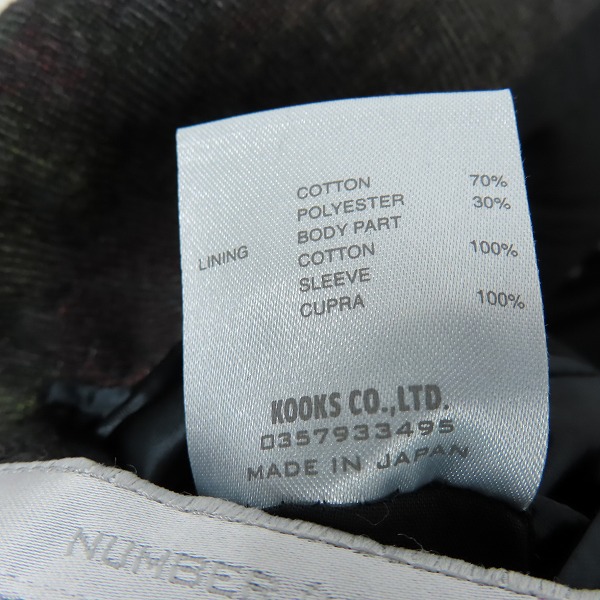 COTTON 70%
POLYESTER 30%
BODY PART
LINING COTTON 100%
SLEEVE
CUPRA 100%
KOOKS CO.,LTD.
0357933495
MADE IN JAPAN
NUMBER